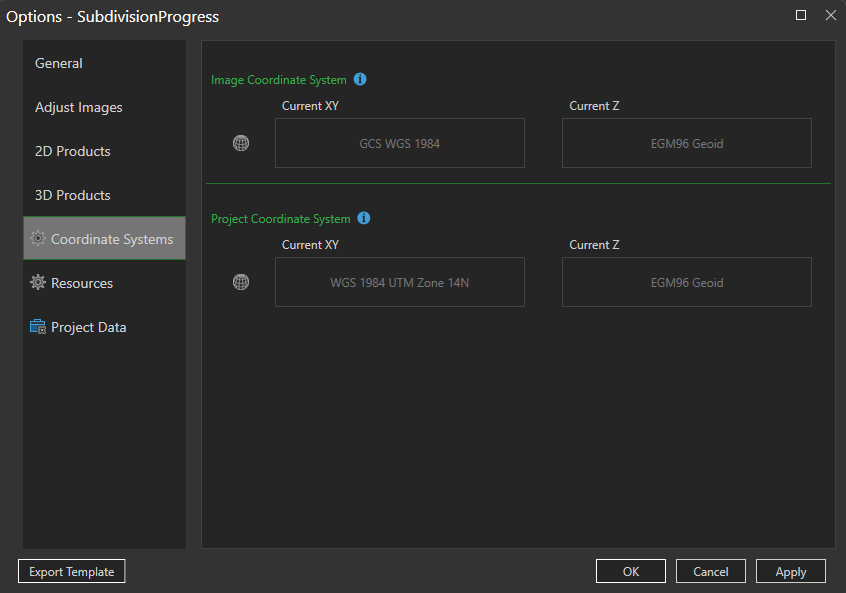 Options - SubdivisionProgress
General
Adjust Images
2D Products
3D Products
Coordinate Systems
Resources
Project Data
Image Coordinate System
Current XY
Current Z
GCS WGS 1984
EGM96 Geoid
Project Coordinate System
Current XY
Current Z
WGS 1984 UTM Zone 14N
EGM96 Geoid
Export Template
OK
Cancel
Apply